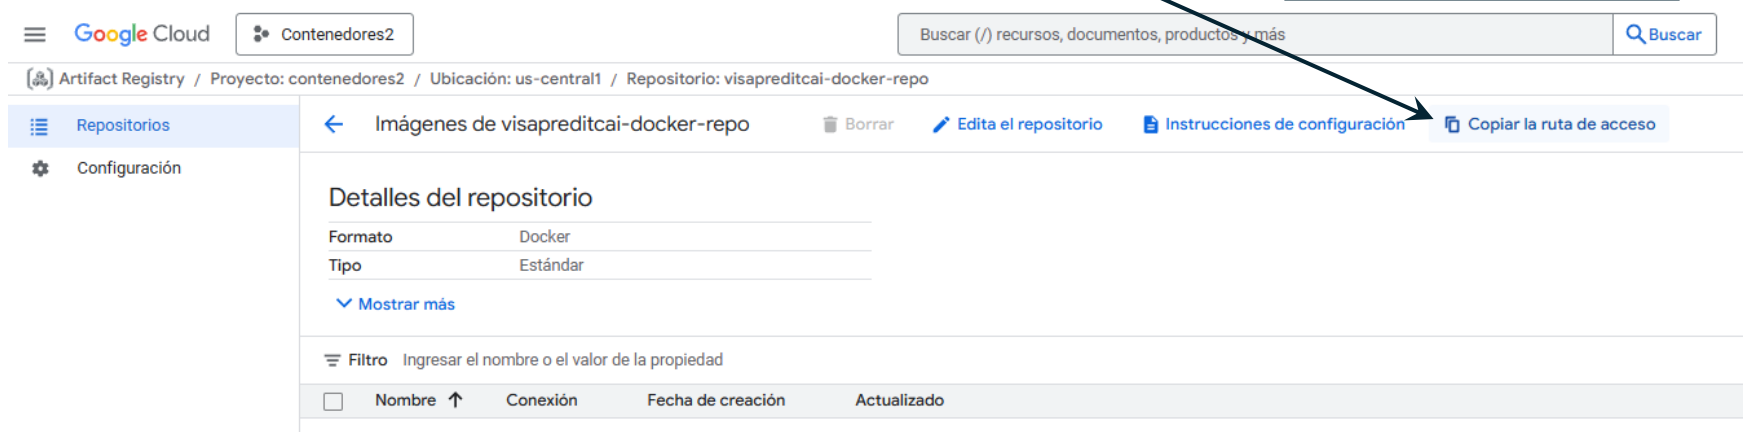 Google Cloud Contenedores2 Buscar (/) recursos, documentos, productos y más Buscar
Artifact Registry / Proyecto: contenedores2 / Ubicación: us-central1 / Repositorio: visapreditcai-docker-repo
Repositorios
Configuración
Imágenes de visapreditcai-docker-repo Borrar Edita el repositorio Instrucciones de configuración Copiar la ruta de acceso
Detalles del repositorio
Formato Docker
Tipo Estándar
Mostrar más
Filtro Ingresar el nombre o el valor de la propiedad
Nombre Conexión Fecha de creación Actualizado